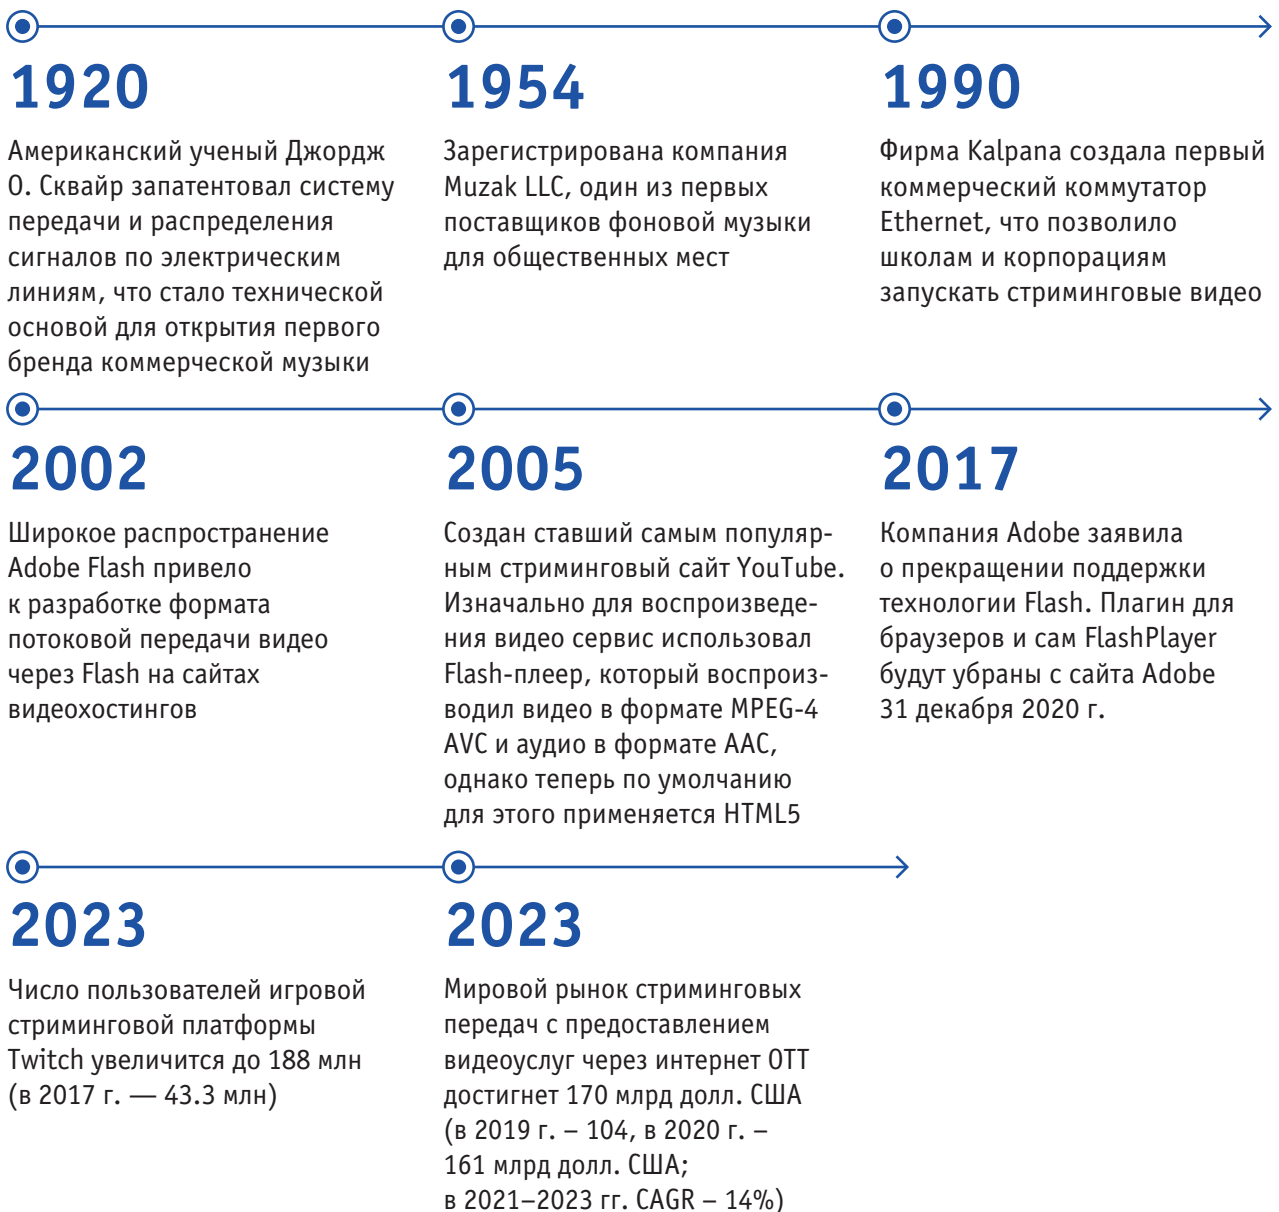 1920
Американский ученый Джордж
О. Сквайр запатентовал систему
передачи и распределения
сигналов по электрическим
линиям, что стало технической
основой для открытия первого
бренда коммерческой музыки
1954
Зарегистрирована компания
Muzak LLC, один из первых
поставщиков фоновой музыки
для общественных мест
1990
Фирма Kalpana создала первый
коммерческий коммутатор
Ethernet, что позволило
школам и корпорациям
запускать стриминговые видео
2002
Широкое распространение
Adobe Flash привело
к разработке формата
потоковой передачи видео
через Flash на сайтах
видеохостингов
2005
Создан ставший самым популяр-
ным стриминговый сайт YouTube.
Изначально для воспроизведе-
ния видео сервис использовал
Flash-плеер, который воспроиз-
водил видео в формате MPEG-4
AVC и аудио в формате AAC,
однако теперь по умолчанию
для этого применяется HTML5
2017
Компания Adobe заявила
о прекращении поддержки
технологии Flash. Плагин для
браузеров и сам FlashPlayer
будут убраны с сайта Adobe
31 декабря 2020 г.
2023
Число пользователей игровой
стриминговой платформы
Twitch увеличится до 188 млн
(в 2017 г. — 43.3 млн)
2023
Мировой рынок стриминговых
передач с предоставлением
видеоуслуг через интернет OTT
достигнет 170 млрд долл. США
(в 2019 г. – 104, в 2020 г. –
161 млрд долл. США;
в 2021–2023 гг. CAGR – 14%)